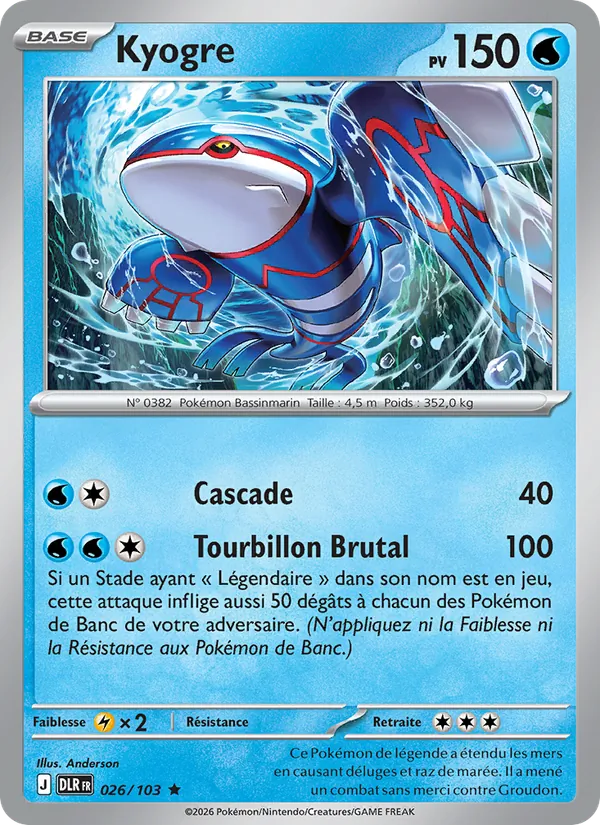 BASE
Kyogre
PV 150
N° 0382 Pokémon Bassinmarin Taille : 4,5 m Poids : 352,0 kg
Cascade 40
Tourbillon Brutal 100
Si un Stade ayant « Légendaire » dans son nom est en jeu,
cette attaque inflige aussi 50 dégâts à chacun des Pokémon
de Banc de votre adversaire. (N'appliquez ni la Faiblesse ni
la Résistance aux Pokémon de Banc.)
Faiblesse ×2 Résistance Retraite
Illus. Anderson
J DLR FR 026/103 ★
Ce Pokémon de légende a étendu les mers
en causant déluges et raz de marée. Il a mené
un combat sans merci contre Groudon.
©2026 Pokémon/Nintendo/Creatures/GAME FREAK